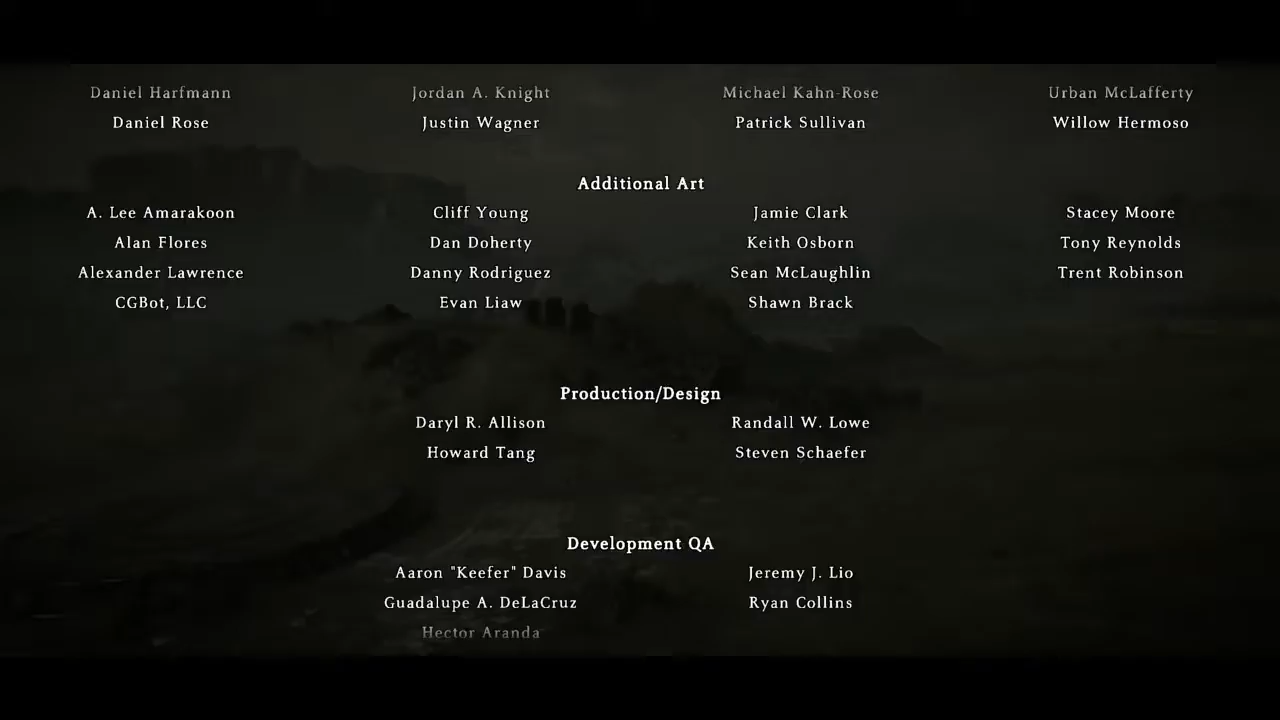 Daniel Harfmann Jordan A. Knight Michael Kahn-Rose Urban McLafferty
Daniel Rose Justin Wagner Patrick Sullivan Willow Hermoso
Additional Art
A. Lee Amarakoon Cliff Young Jamie Clark Stacey Moore
Alan Flores Dan Doherty Keith Osborn Tony Reynolds
Alexander Lawrence Danny Rodriguez Sean McLaughlin Trent Robinson
CGBot, LLC Evan Liaw Shawn Brack
Production/Design
Daryl R. Allison Randall W. Lowe
Howard Tang Steven Schaefer
Development QA
Aaron "Keefer" Davis Jeremy J. Lio
Guadalupe A. DeLaCruz Ryan Collins
Hector Aranda